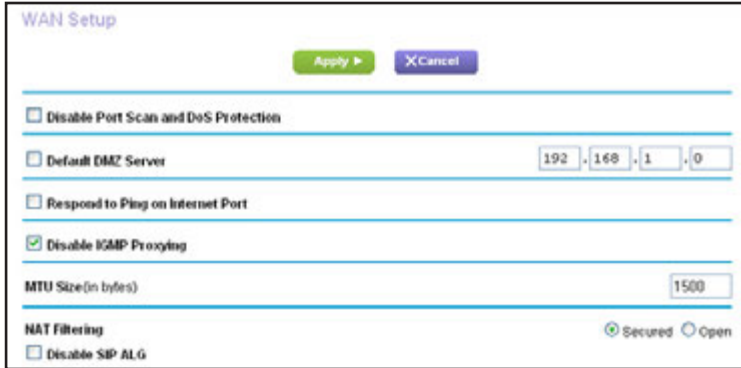 WAN Setup
Apply ▶ X Cancel
Disable Port Scan and DoS Protection
Default DMZ Server 192 . 168 . 1 . 0
Respond to Ping on Internet Port
Disable IGMP Proxying
MTU Size(in bytes) 1500
NAT Filtering Secured Open
Disable SIP ALG